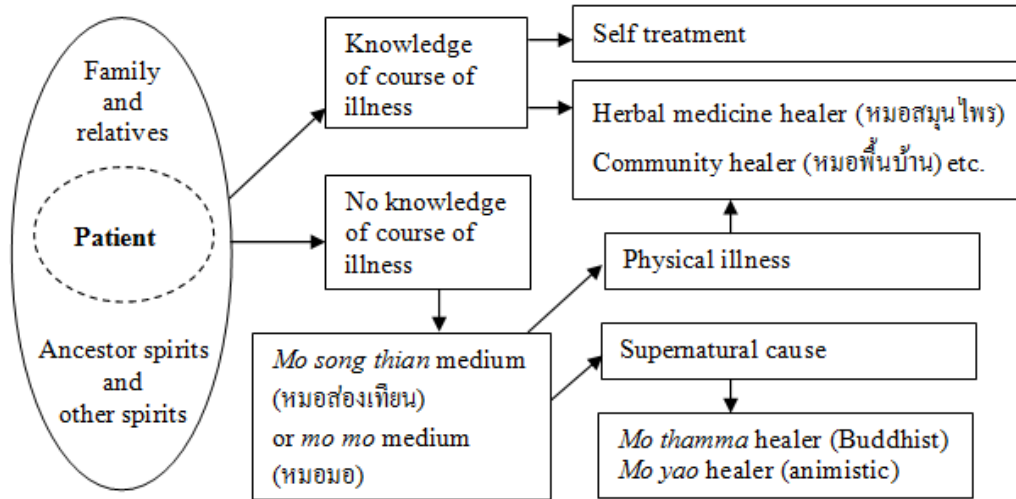 Family
and
relatives
Patient
Ancestor spirits
and
other spirits
Knowledge
of course of
illness
Self treatment
Herbal medicine healer (หมอสมุนไพร)
Community healer (หมอพื้นบ้าน) etc.
No knowledge
of course of
illness
Physical illness
Mo song thian medium
(หมอส่องเทียน)
or mo mo medium
(หมอมอ)
Supernatural cause
Mo thamma healer (Buddhist)
Mo yao healer (animistic)